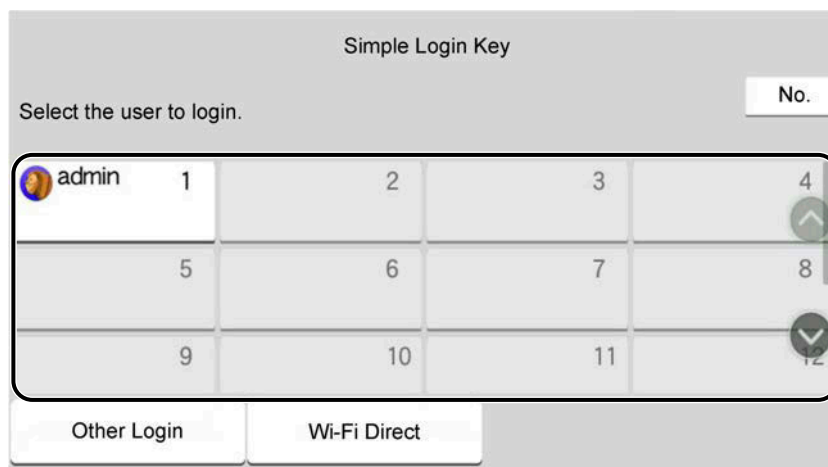 Simple Login Key
No.
Select the user to login.
admin 1 2 3 4
5 6 7 8
9 10 11 12
Other Login Wi-Fi Direct